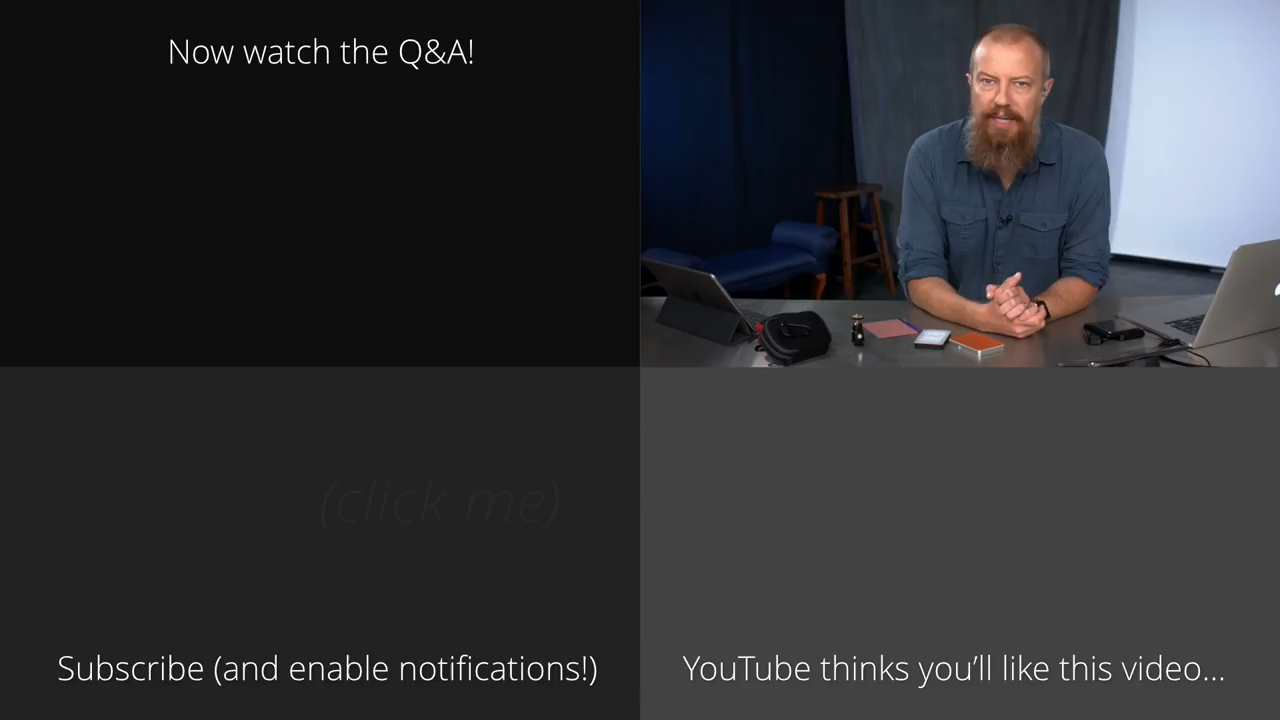 Now watch the Q&A!
(click me)
Subscribe (and enable notifications!)
YouTube thinks you’ll like this video...